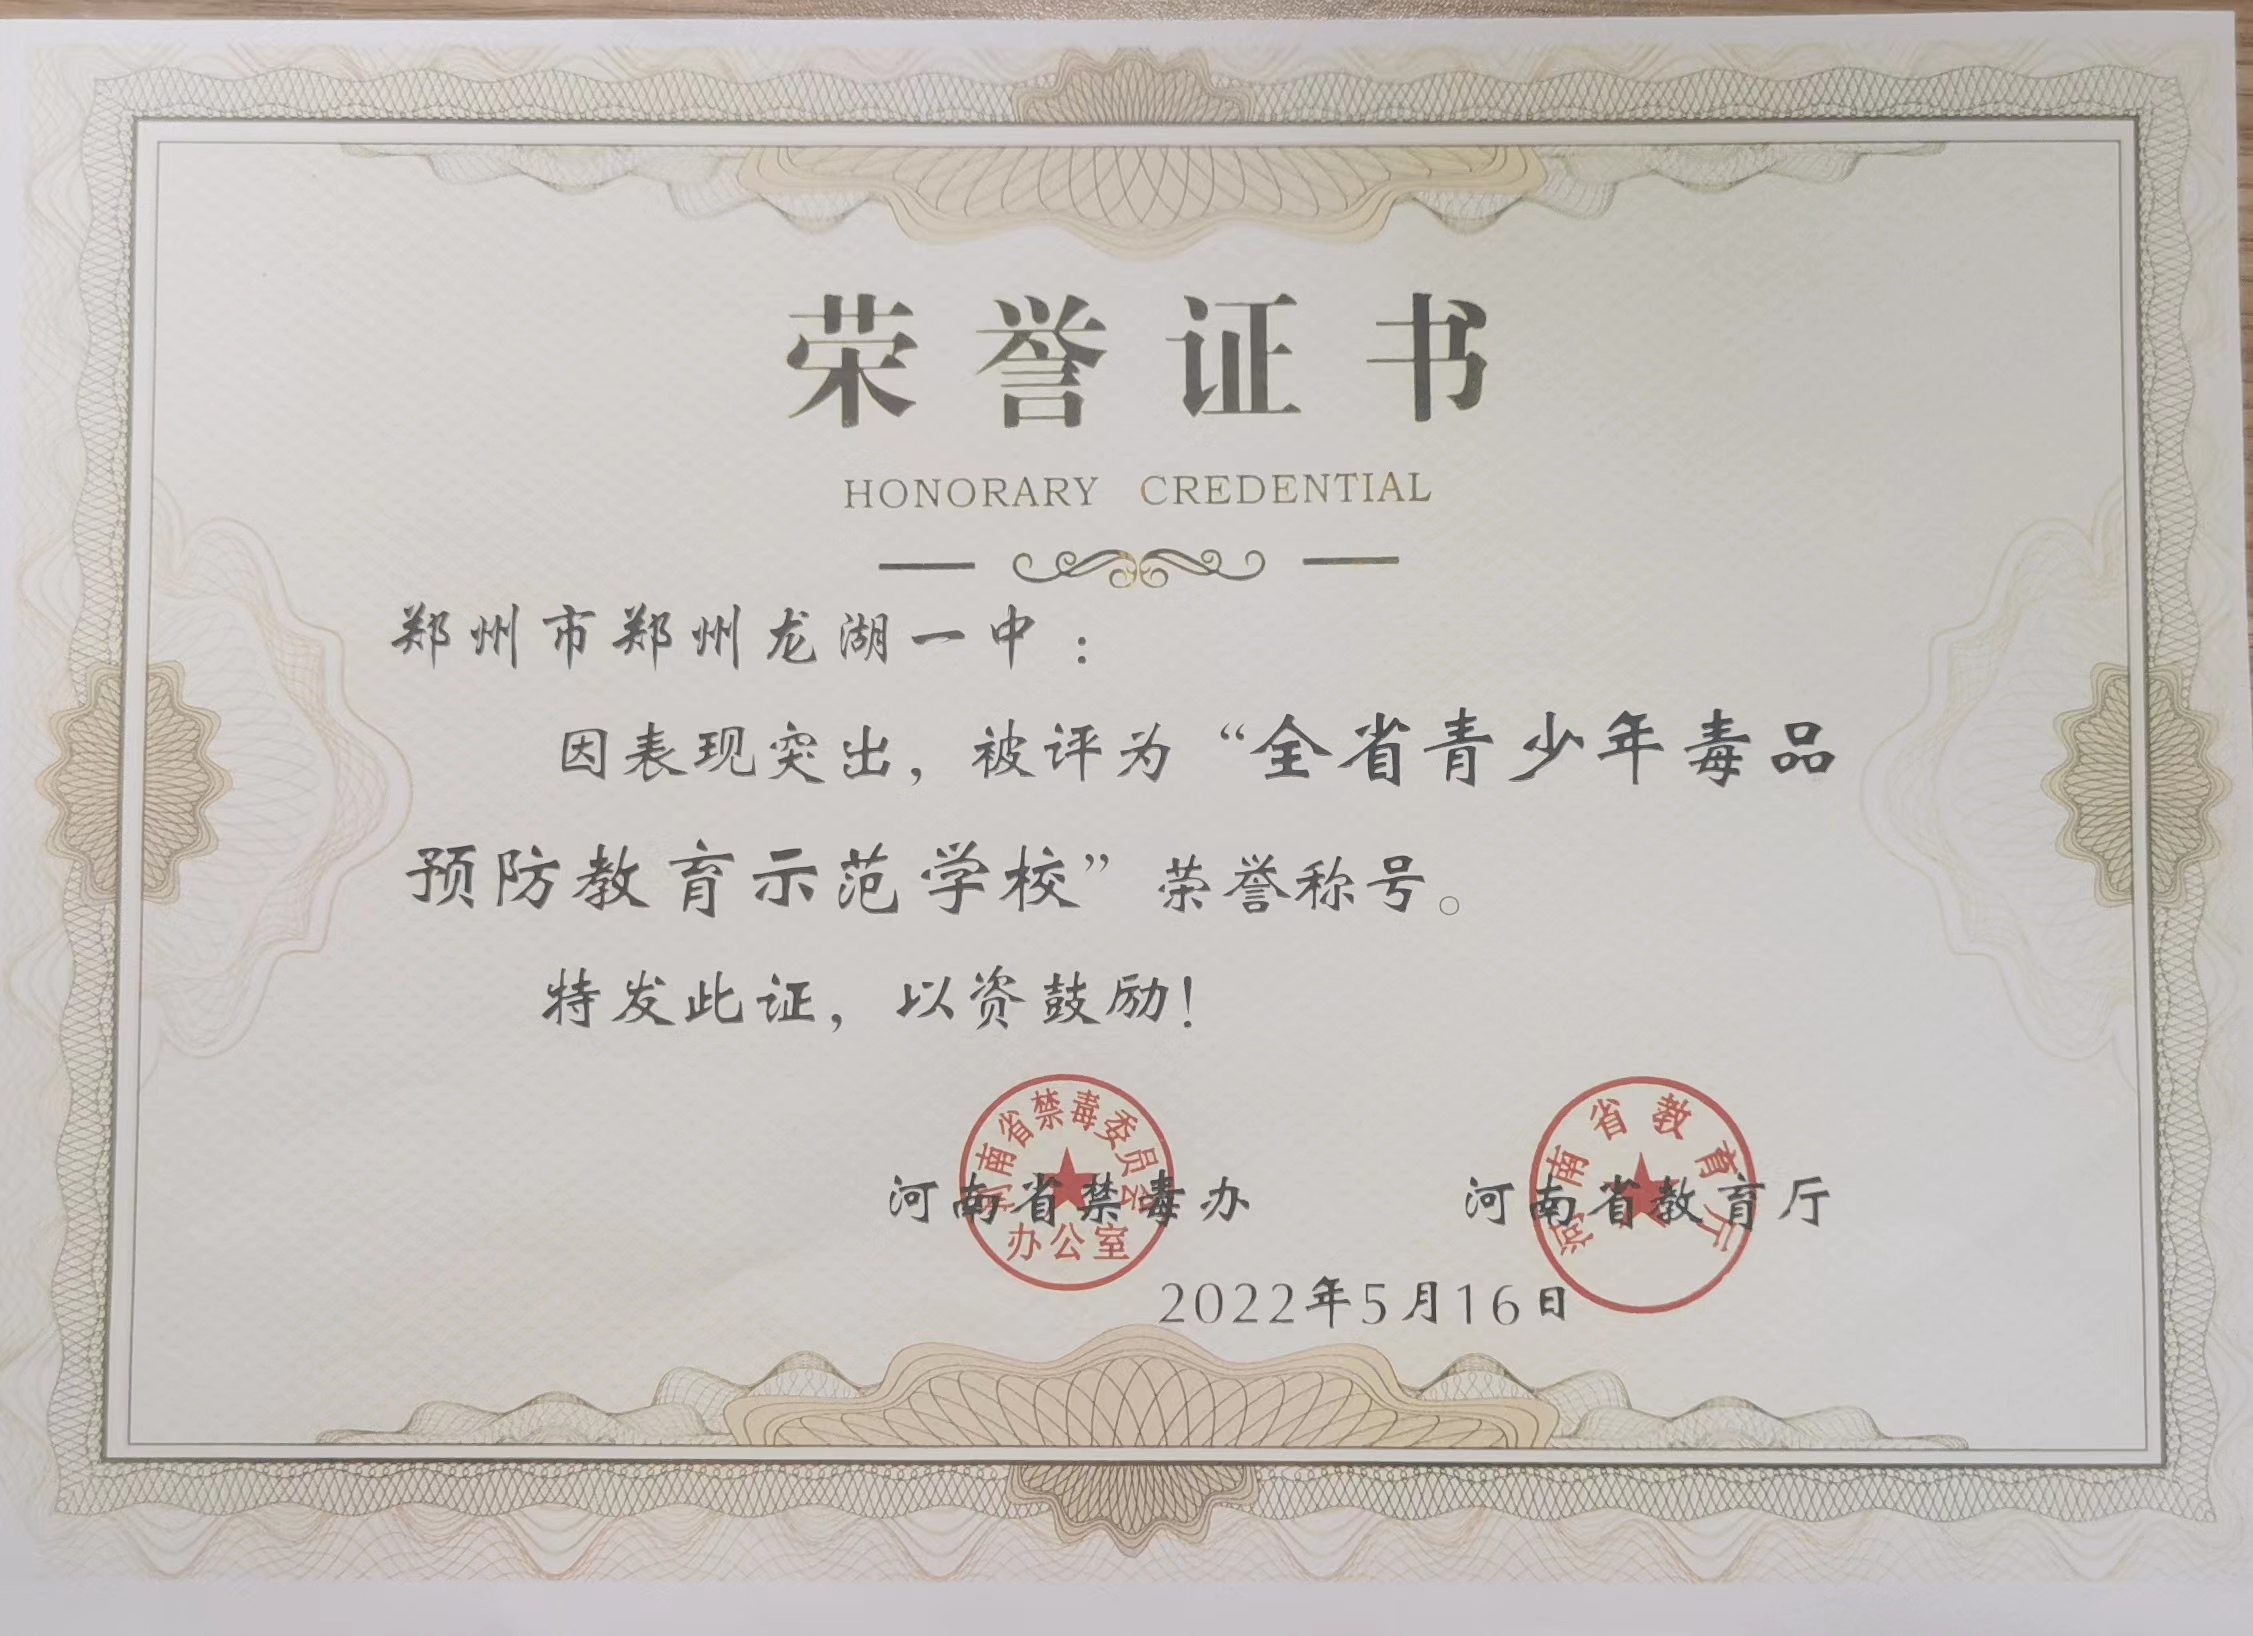 荣誉证书
HONORARY CREDENTIAL
郑州市郑州龙湖一中：
因表现突出，被评为“全省青少年毒品
预防教育示范学校”荣誉称号。
特发此证，以资鼓励！
河南省禁毒委员会
办公室
河南省禁毒办
河南省教育厅
河南省教育厅
2022年5月16日